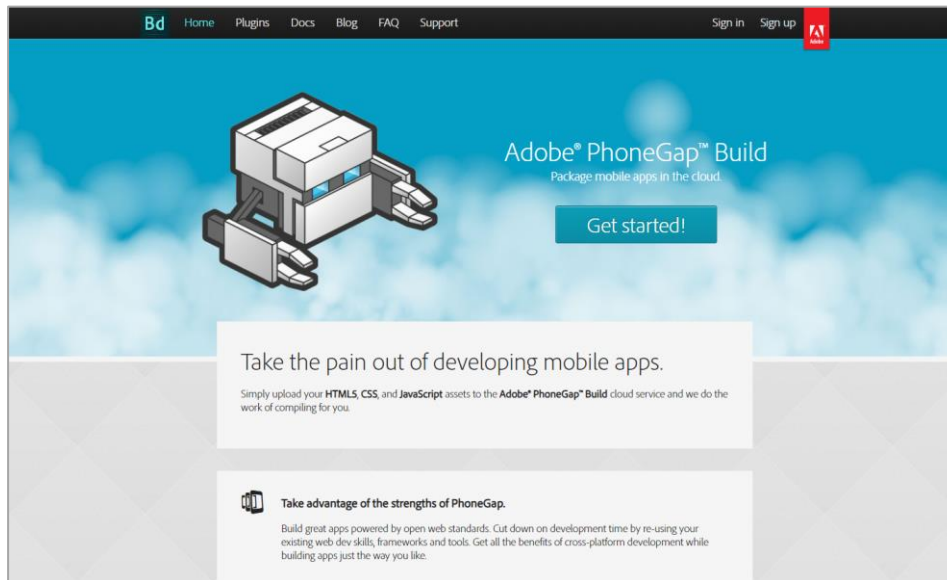 Bd Home Plugins Docs Blog FAQ Support Sign in Sign up
Adobe
Adobe® PhoneGap™ Build
Package mobile apps in the cloud.
Get started!
Take the pain out of developing mobile apps.
Simply upload your HTML5, CSS, and JavaScript assets to the Adobe® PhoneGap™ Build cloud service and we do the
work of compiling for you.
Take advantage of the strengths of PhoneGap.
Build great apps powered by open web standards. Cut down on development time by re-using your
existing web dev skills, frameworks and tools. Get all the benefits of cross-platform development while
building apps just the way you like.